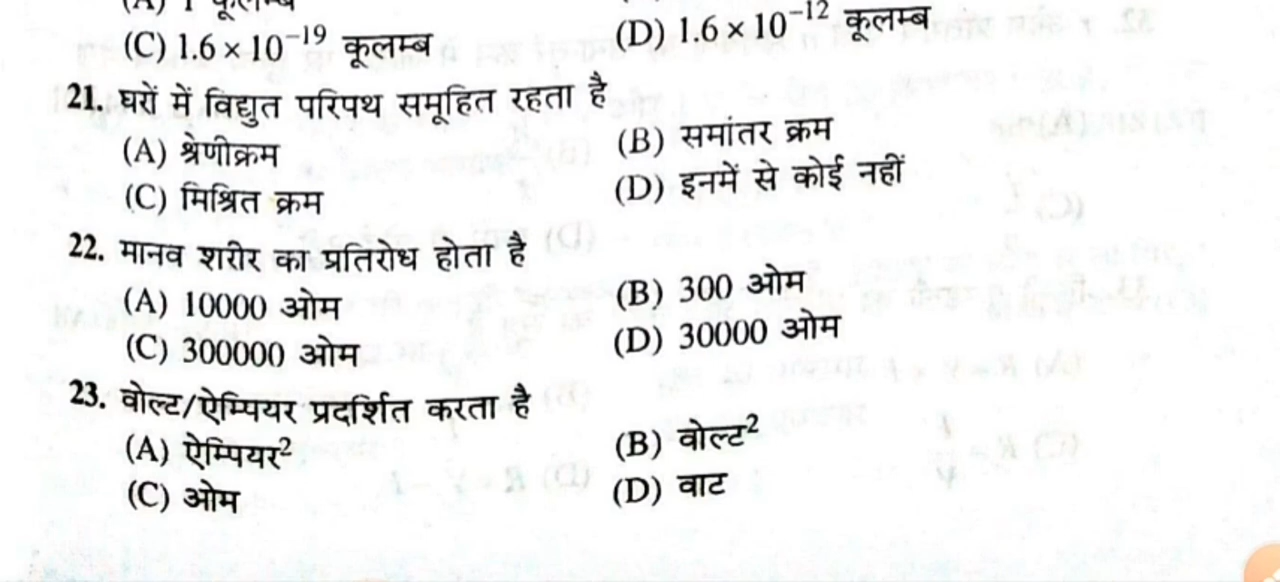 (A) 1 कूलम्ब
(C) 1.6 × 10⁻¹⁹ कूलम्ब (D) 1.6 × 10⁻¹² कूलम्ब
21. घरों में विद्युत परिपथ समूहित रहता है
(A) श्रेणीक्रम (B) समांतर क्रम
(C) मिश्रित क्रम (D) इनमें से कोई नहीं
22. मानव शरीर का प्रतिरोध होता है
(A) 10000 ओम (B) 300 ओम
(C) 300000 ओम (D) 30000 ओम
23. वोल्ट/ऐम्पियर प्रदर्शित करता है
(A) ऐम्पियर² (B) वोल्ट²
(C) ओम (D) वाट